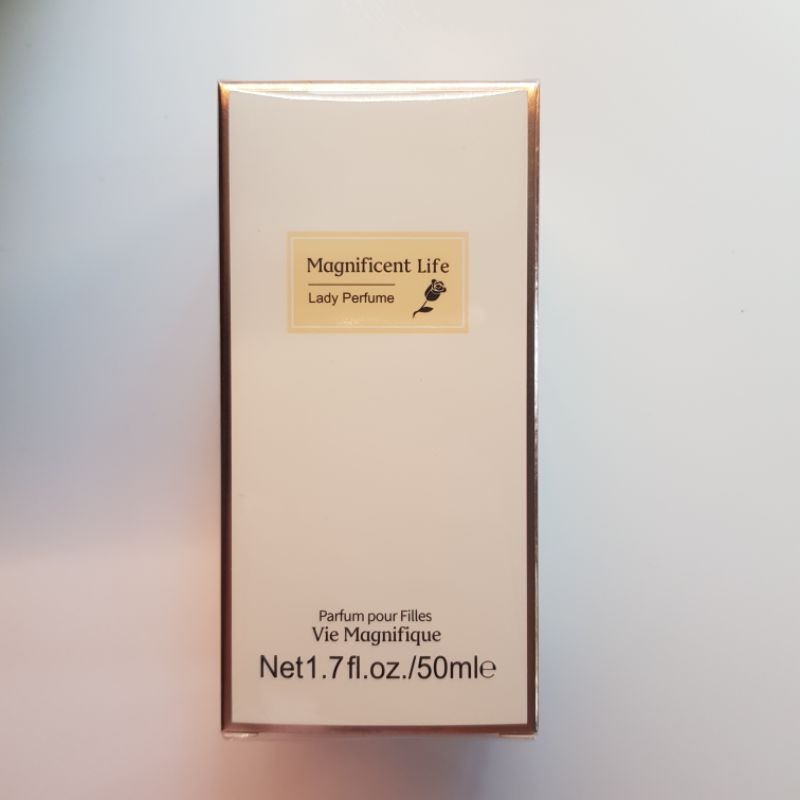 Magnificent Life
Lady Perfume
Parfum pour Filles
Vie Magnifique
Net1.7fl.oz./50ml℮